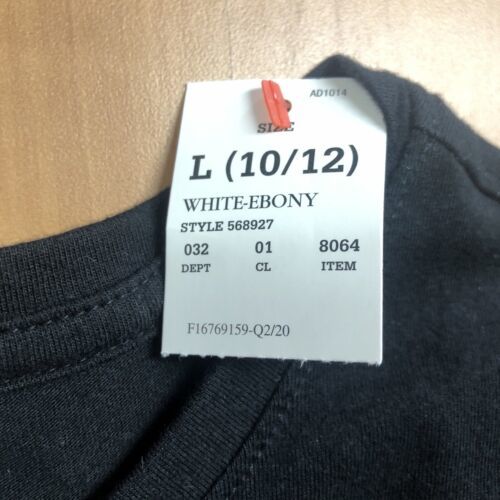 AD1014
SIZE
L (10/12)
WHITE-EBONY
STYLE 568927
032 01 8064
DEPT CL ITEM
F16769159-Q2/20